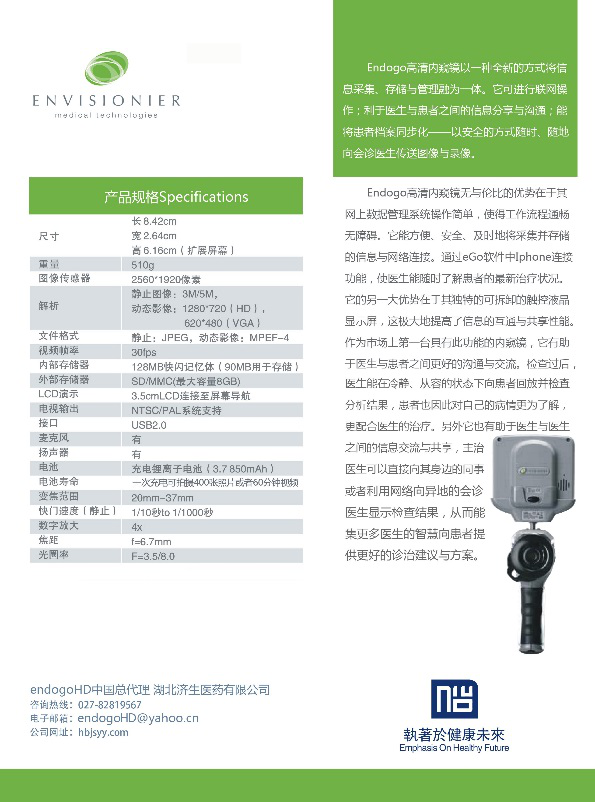 ENVISIONIER
medical technologies
Endogo高清内窥镜以一种全新的方式将信
息采集、存储与管理融为一体。它可进行联网操
作；利于医生与患者之间的信息分享与沟通；能
将患者档案同步化——以安全的方式随时、随地
向会诊医生传送图像与录像。
产品规格Specifications
尺寸
长 8.42cm
宽 2.64cm
高 6.16cm（扩展屏幕）
重量 510g
图像传感器 2560*1920像素
解析
静止图像：3M/5M,
动态影像：1280*720（HD），
620*480（VGA）
文件格式 静止：JPEG，动态影像：MPEF-4
视频帧率 30fps
内部存储器 128MB快闪记忆体（90MB用于存储）
外部存储器 SD/MMC(最大容量8GB)
LCD演示 3.5cmLCD连接至屏幕导航
电视输出 NTSC/PAL系统支持
接口 USB2.0
麦克风 有
扬声器 有
电池 充电锂离子电池（3.7 850mAh）
电池寿命 一次充电可拍摄400张照片或者60分钟视频
变焦范围 20mm-37mm
快门速度（静止） 1/10秒to 1/1000秒
数字放大 4x
焦距 f=6.7mm
光圈率 F=3.5/8.0
Endogo高清内窥镜无与伦比的优势在于其
网上数据管理系统操作简单，使得工作流程通畅
无障碍。它能方便、安全、及时地将采集并存储
的信息与网络连接。通过eGo软件中Iphone连接
功能，使医生能随时了解患者的最新治疗状况。
它的另一大优势在于其独特的可拆卸的触控液晶
显示屏，这极大地提高了信息的互通与共享性能。
作为市场上第一台具有此功能的内窥镜，它有助
于医生与患者之间更好的沟通与交流。检查过后，
医生能在冷静、从容的状态下向患者回放并检查
分析结果，患者也因此对自己的病情更为了解，
更配合医生的治疗。另外它也有助于医生与医生
之间的信息交流与共享，主治
医生可以直接向其身边的同事
或者利用网络向异地的会诊
医生显示检查结果，从而能
集更多医生的智慧向患者提
供更好的诊治建议与方案。
endogoHD中国总代理 湖北济生医药有限公司
咨询热线：027-82819567
电子邮箱：endogoHD@yahoo.cn
公司网址：hbjsyy.com
執著於健康未來
Emphasis On Healthy Future